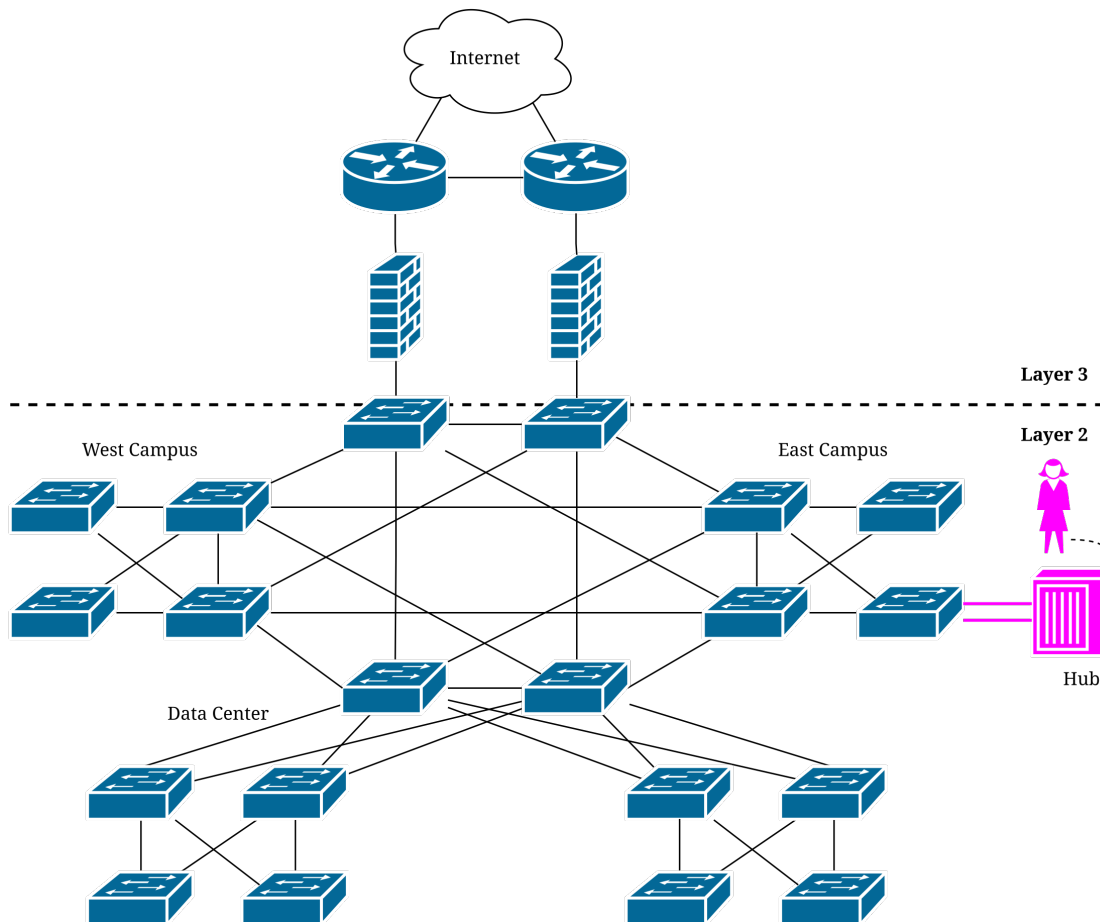 Internet
Layer 3
Layer 2
West Campus
East Campus
Hub
Data Center